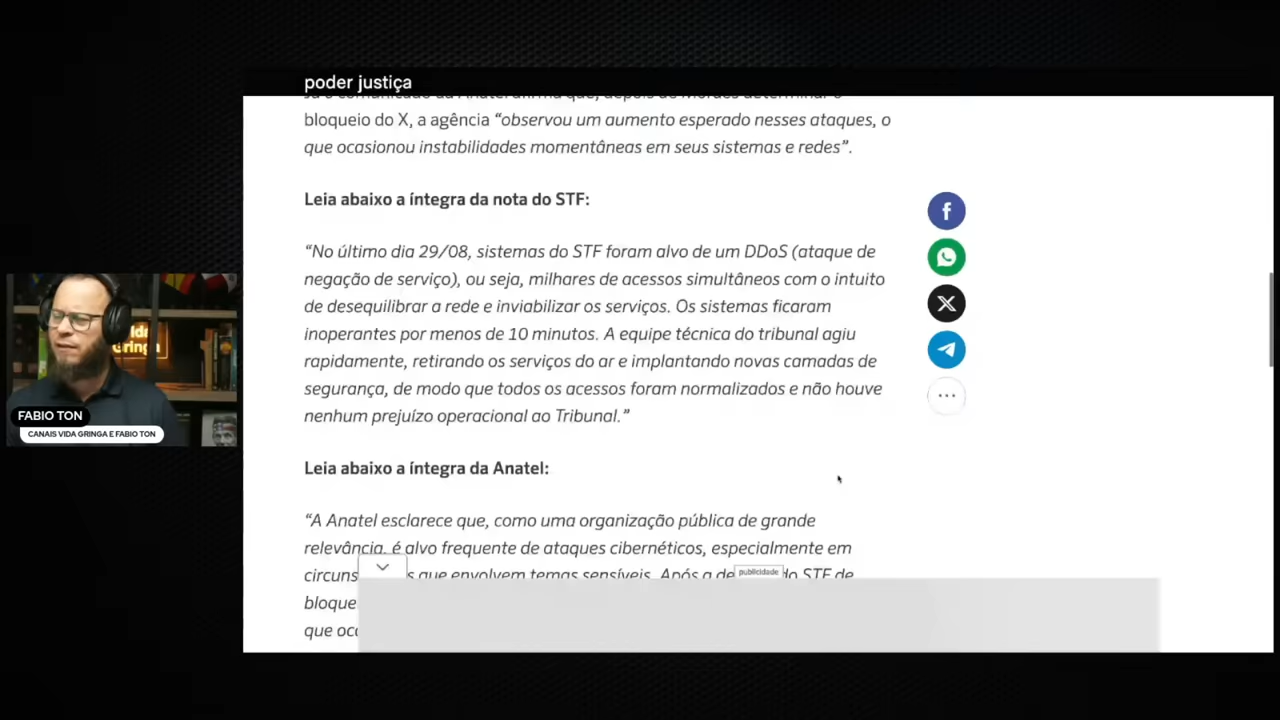 poder justiça
bloqueio do X, a agência “observou um aumento esperado nesses ataques, o
que ocasionou instabilidades momentâneas em seus sistemas e redes”.
Leia abaixo a íntegra da nota do STF:
“No último dia 29/08, sistemas do STF foram alvo de um DDoS (ataque de
negação de serviço), ou seja, milhares de acessos simultâneos com o intuito
de desequilibrar a rede e inviabilizar os serviços. Os sistemas ficaram
inoperantes por menos de 10 minutos. A equipe técnica do tribunal agiu
rapidamente, retirando os serviços do ar e implantando novas camadas de
segurança, de modo que todos os acessos foram normalizados e não houve
nenhum prejuízo operacional ao Tribunal.”
Leia abaixo a íntegra da Anatel:
“A Anatel esclarece que, como uma organização pública de grande
relevância, é alvo frequente de ataques cibernéticos, especialmente em
que envolvem temas sensíveis. Após a STF de
publicidade
que
Gringa
FABIO TON
CANAIS VIDA GRINGA E FABIO TON